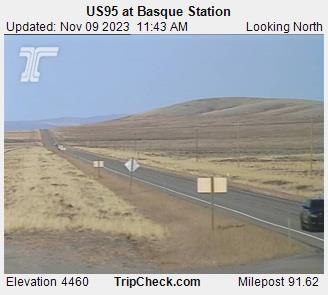 US95 at Basque Station
Updated: Nov 09 2023 11:43 AM Looking North
Elevation 4460 TripCheck.com Milepost 91.62